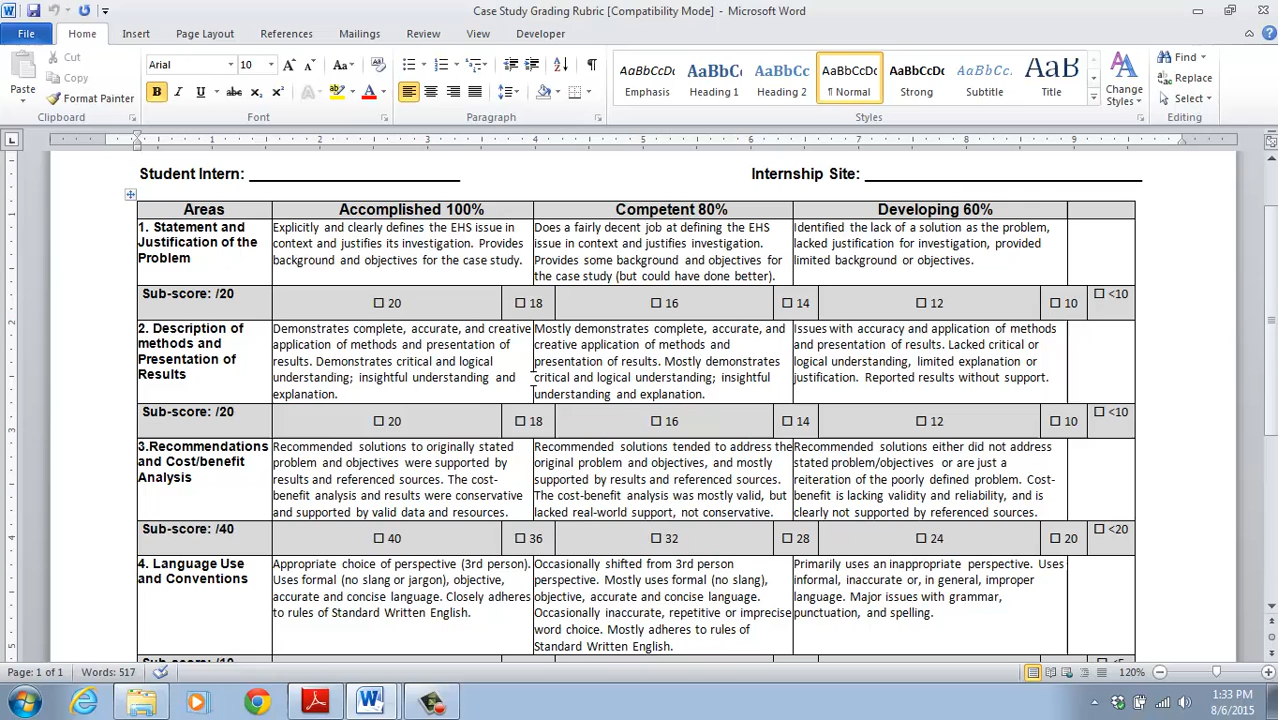 Case Study Grading Rubric [Compatibility Mode] - Microsoft Word
File Home Insert Page Layout References Mailings Review View Developer
Paste
Cut
Copy
Format Painter
Clipboard
Arial 10
Font
Paragraph
AaBbCcDc AaBbC AaBbCc AaBbCcDc AaBbCcDc AaBbCcDc AaB
Emphasis Heading 1 Heading 2 ¶ Normal Strong Subtitle Title
Change Styles
Styles
Find
Replace
Select
Editing
1 2 3 4 5 6 7 8 9
Student Intern: Internship Site:
Areas Accomplished 100% Competent 80% Developing 60%
1. Statement and
Justification of the
Problem
Explicitly and clearly defines the EHS issue in
context and justifies its investigation. Provides
background and objectives for the case study.
Does a fairly decent job at defining the EHS
issue in context and justifies investigation.
Provides some background and objectives for
the case study (but could have done better).
Identified the lack of a solution as the problem,
lacked justification for investigation, provided
limited background or objectives.
Sub-score: /20 ☐ 20 ☐ 18 ☐ 16 ☐ 14 ☐ 12 ☐ 10 ☐ <10
2. Description of
methods and
Presentation of
Results
Demonstrates complete, accurate, and creative
application of methods and presentation of
results. Demonstrates critical and logical
understanding; insightful understanding and
explanation.
Mostly demonstrates complete, accurate, and
creative application of methods and
presentation of results. Mostly demonstrates
critical and logical understanding; insightful
understanding and explanation.
Issues with accuracy and application of methods
and presentation of results. Lacked critical or
logical understanding, limited explanation or
justification. Reported results without support.
Sub-score: /20 ☐ 20 ☐ 18 ☐ 16 ☐ 14 ☐ 12 ☐ 10 ☐ <10
3.Recommendations
and Cost/benefit
Analysis
Recommended solutions to originally stated
problem and objectives were supported by
results and referenced sources. The cost-
benefit analysis and results were conservative
and supported by valid data and resources.
Recommended solutions tended to address the
original problem and objectives, and mostly
supported by results and referenced sources.
The cost-benefit analysis was mostly valid, but
lacked real-world support, not conservative.
Recommended solutions either did not address
stated problem/objectives or are just a
reiteration of the poorly defined problem. Cost-
benefit is lacking validity and reliability, and is
clearly not supported by referenced sources.
Sub-score: /40 ☐ 40 ☐ 36 ☐ 32 ☐ 28 ☐ 24 ☐ 20 ☐ <20
4. Language Use
and Conventions
Appropriate choice of perspective (3rd person).
Uses formal (no slang or jargon), objective,
accurate and concise language. Closely adheres
to rules of Standard Written English.
Occasionally shifted from 3rd person
perspective. Mostly uses formal (no slang),
objective, accurate and concise language.
Occasionally inaccurate, repetitive or imprecise
word choice. Mostly adheres to rules of
Standard Written English.
Primarily uses an inappropriate perspective. Uses
informal, inaccurate or, in general, improper
language. Major issues with grammar,
punctuation, and spelling.
Page: 1 of 1 Words: 517 120%
1:33 PM
8/6/2015